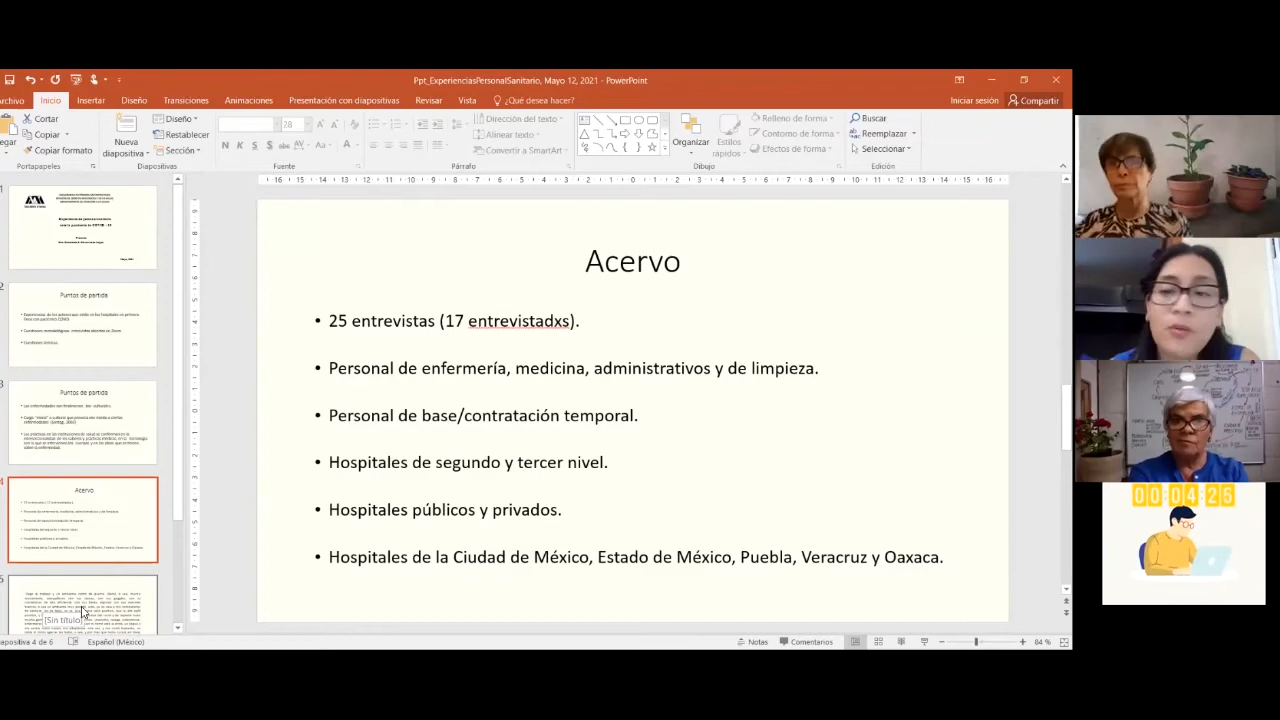 Ppt_ExperienciasPersonalSanitario, Mayo 12, 2021 - PowerPoint
Archivo Inicio Insertar Diseño Transiciones Animaciones Presentación con diapositivas Revisar Vista ¿Qué desea hacer? Iniciar sesión Compartir
Cortar
Copiar
Copiar formato
Portapapeles
Nueva diapositiva
Diseño
Restablecer
Sección
Diapositivas
28
Fuente
Dirección del texto
Alinear texto
Convertir a SmartArt
Párrafo
Organizar
Estilos rápidos
Relleno de forma
Contorno de forma
Efectos de forma
Dibujo
Buscar
Reemplazar
Seleccionar
Edición
2
Puntos de partida
3
Puntos de partida
4
Acervo
5
[Sin título]
Acervo
• 25 entrevistas (17 entrevistadxs).
• Personal de enfermería, medicina, administrativos y de limpieza.
• Personal de base/contratación temporal.
• Hospitales de segundo y tercer nivel.
• Hospitales públicos y privados.
• Hospitales de la Ciudad de México, Estado de México, Puebla, Veracruz y Oaxaca.
Diapositiva 4 de 6 Español (México) Notas Comentarios 84 %
00:04:25